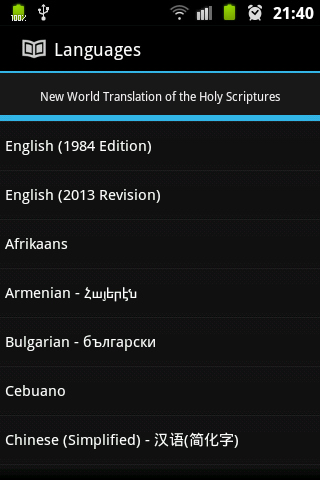 100%
21:40
Languages
New World Translation of the Holy Scriptures
English (1984 Edition)
English (2013 Revision)
Afrikaans
Armenian - Հայերէն
Bulgarian - български
Cebuano
Chinese (Simplified) - 汉语(简化字)